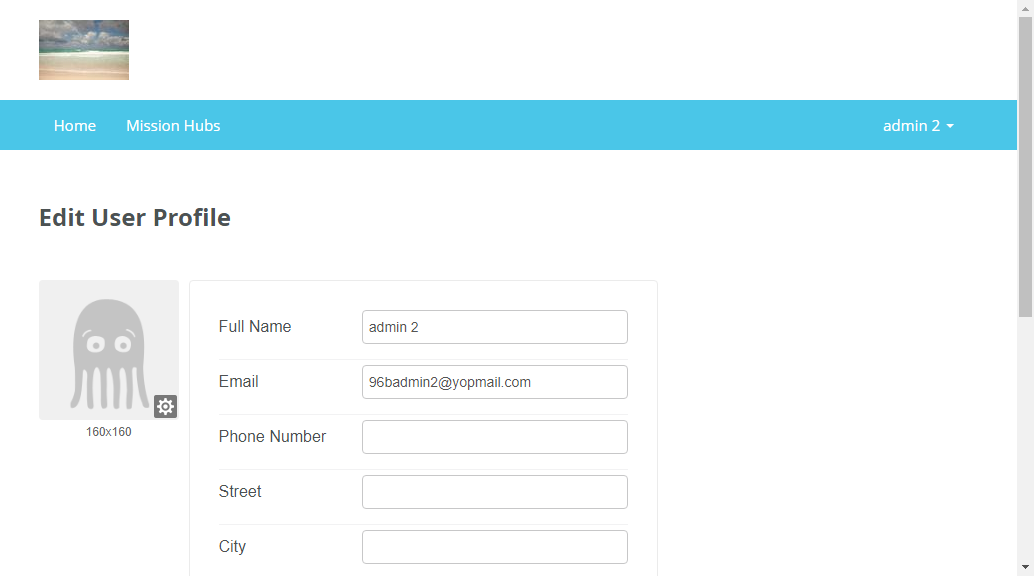 Home Mission Hubs admin 2
Edit User Profile
160x160
Full Name admin 2
Email 96badmin2@yopmail.com
Phone Number
Street
City